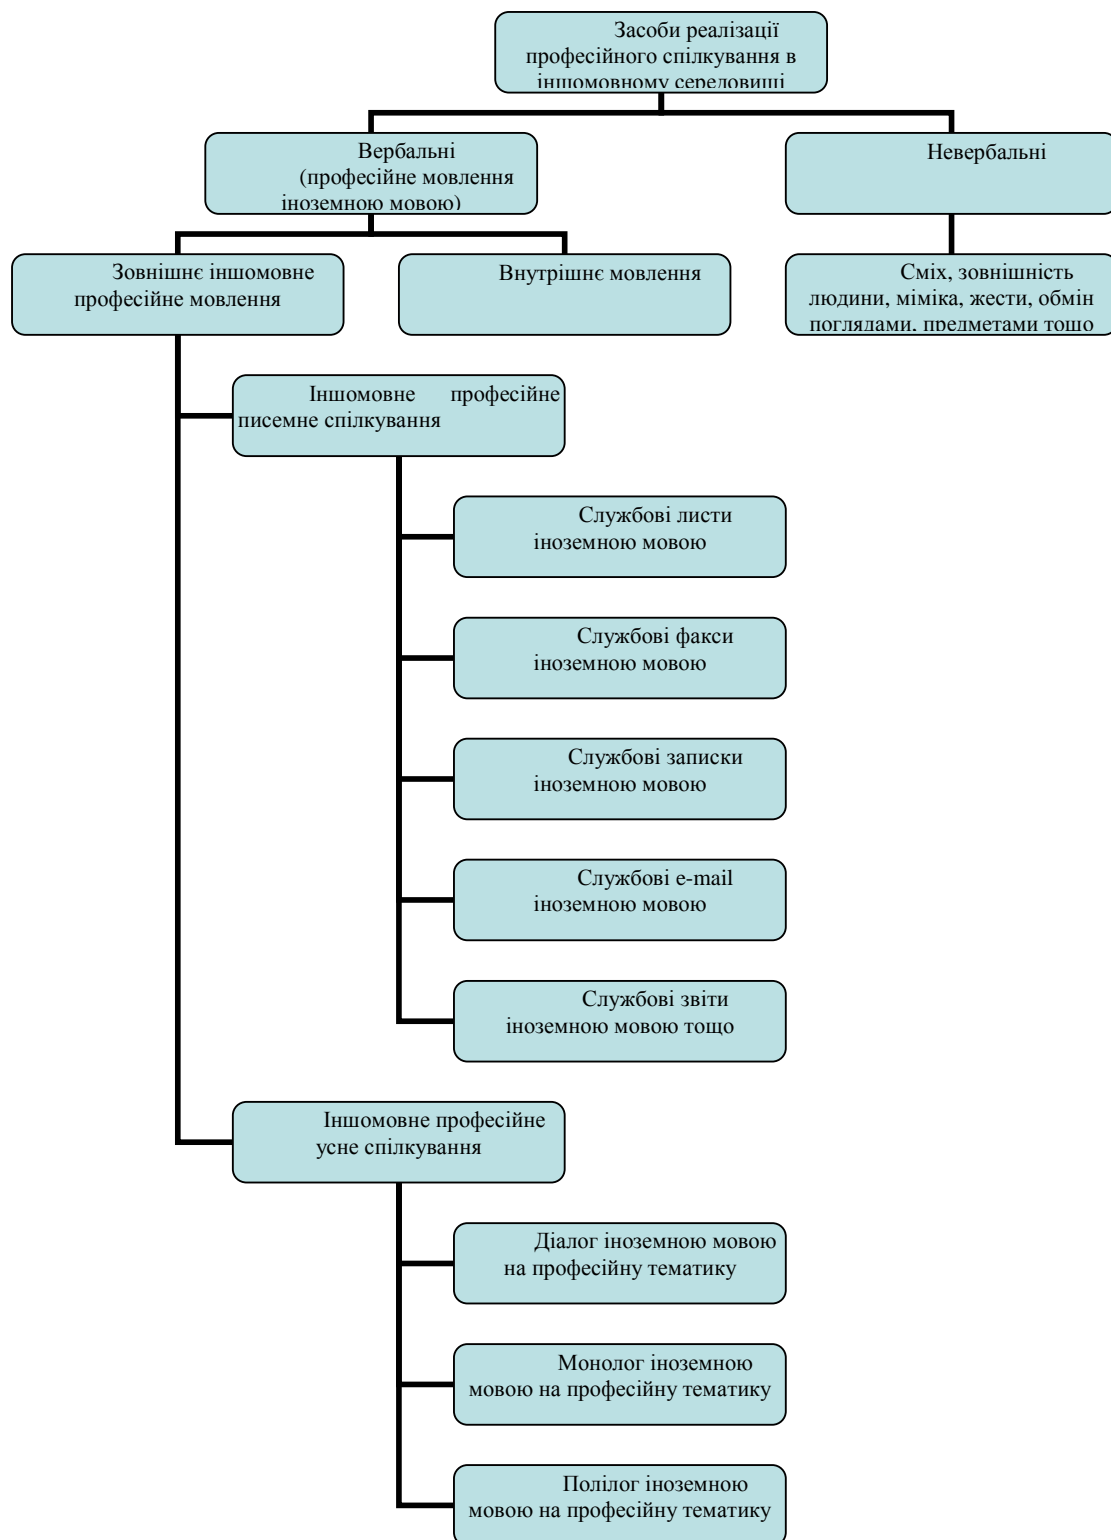 Засоби реалізації
професійного спілкування в
іншомовному середовищі
Вербальні
(професійне мовлення
іноземною мовою)
Невербальні
Зовнішнє іншомовне
професійне мовлення
Внутрішнє мовлення
Сміх, зовнішність
людини, міміка, жести, обмін
поглядами, предметами тощо
Іншомовне професійне
писемне спілкування
Службові листи
іноземною мовою
Службові факси
іноземною мовою
Службові записки
іноземною мовою
Службові e-mail
іноземною мовою
Службові звіти
іноземною мовою тощо
Іншомовне професійне
усне спілкування
Діалог іноземною мовою
на професійну тематику
Монолог іноземною
мовою на професійну тематику
Полілог іноземною
мовою на професійну тематику